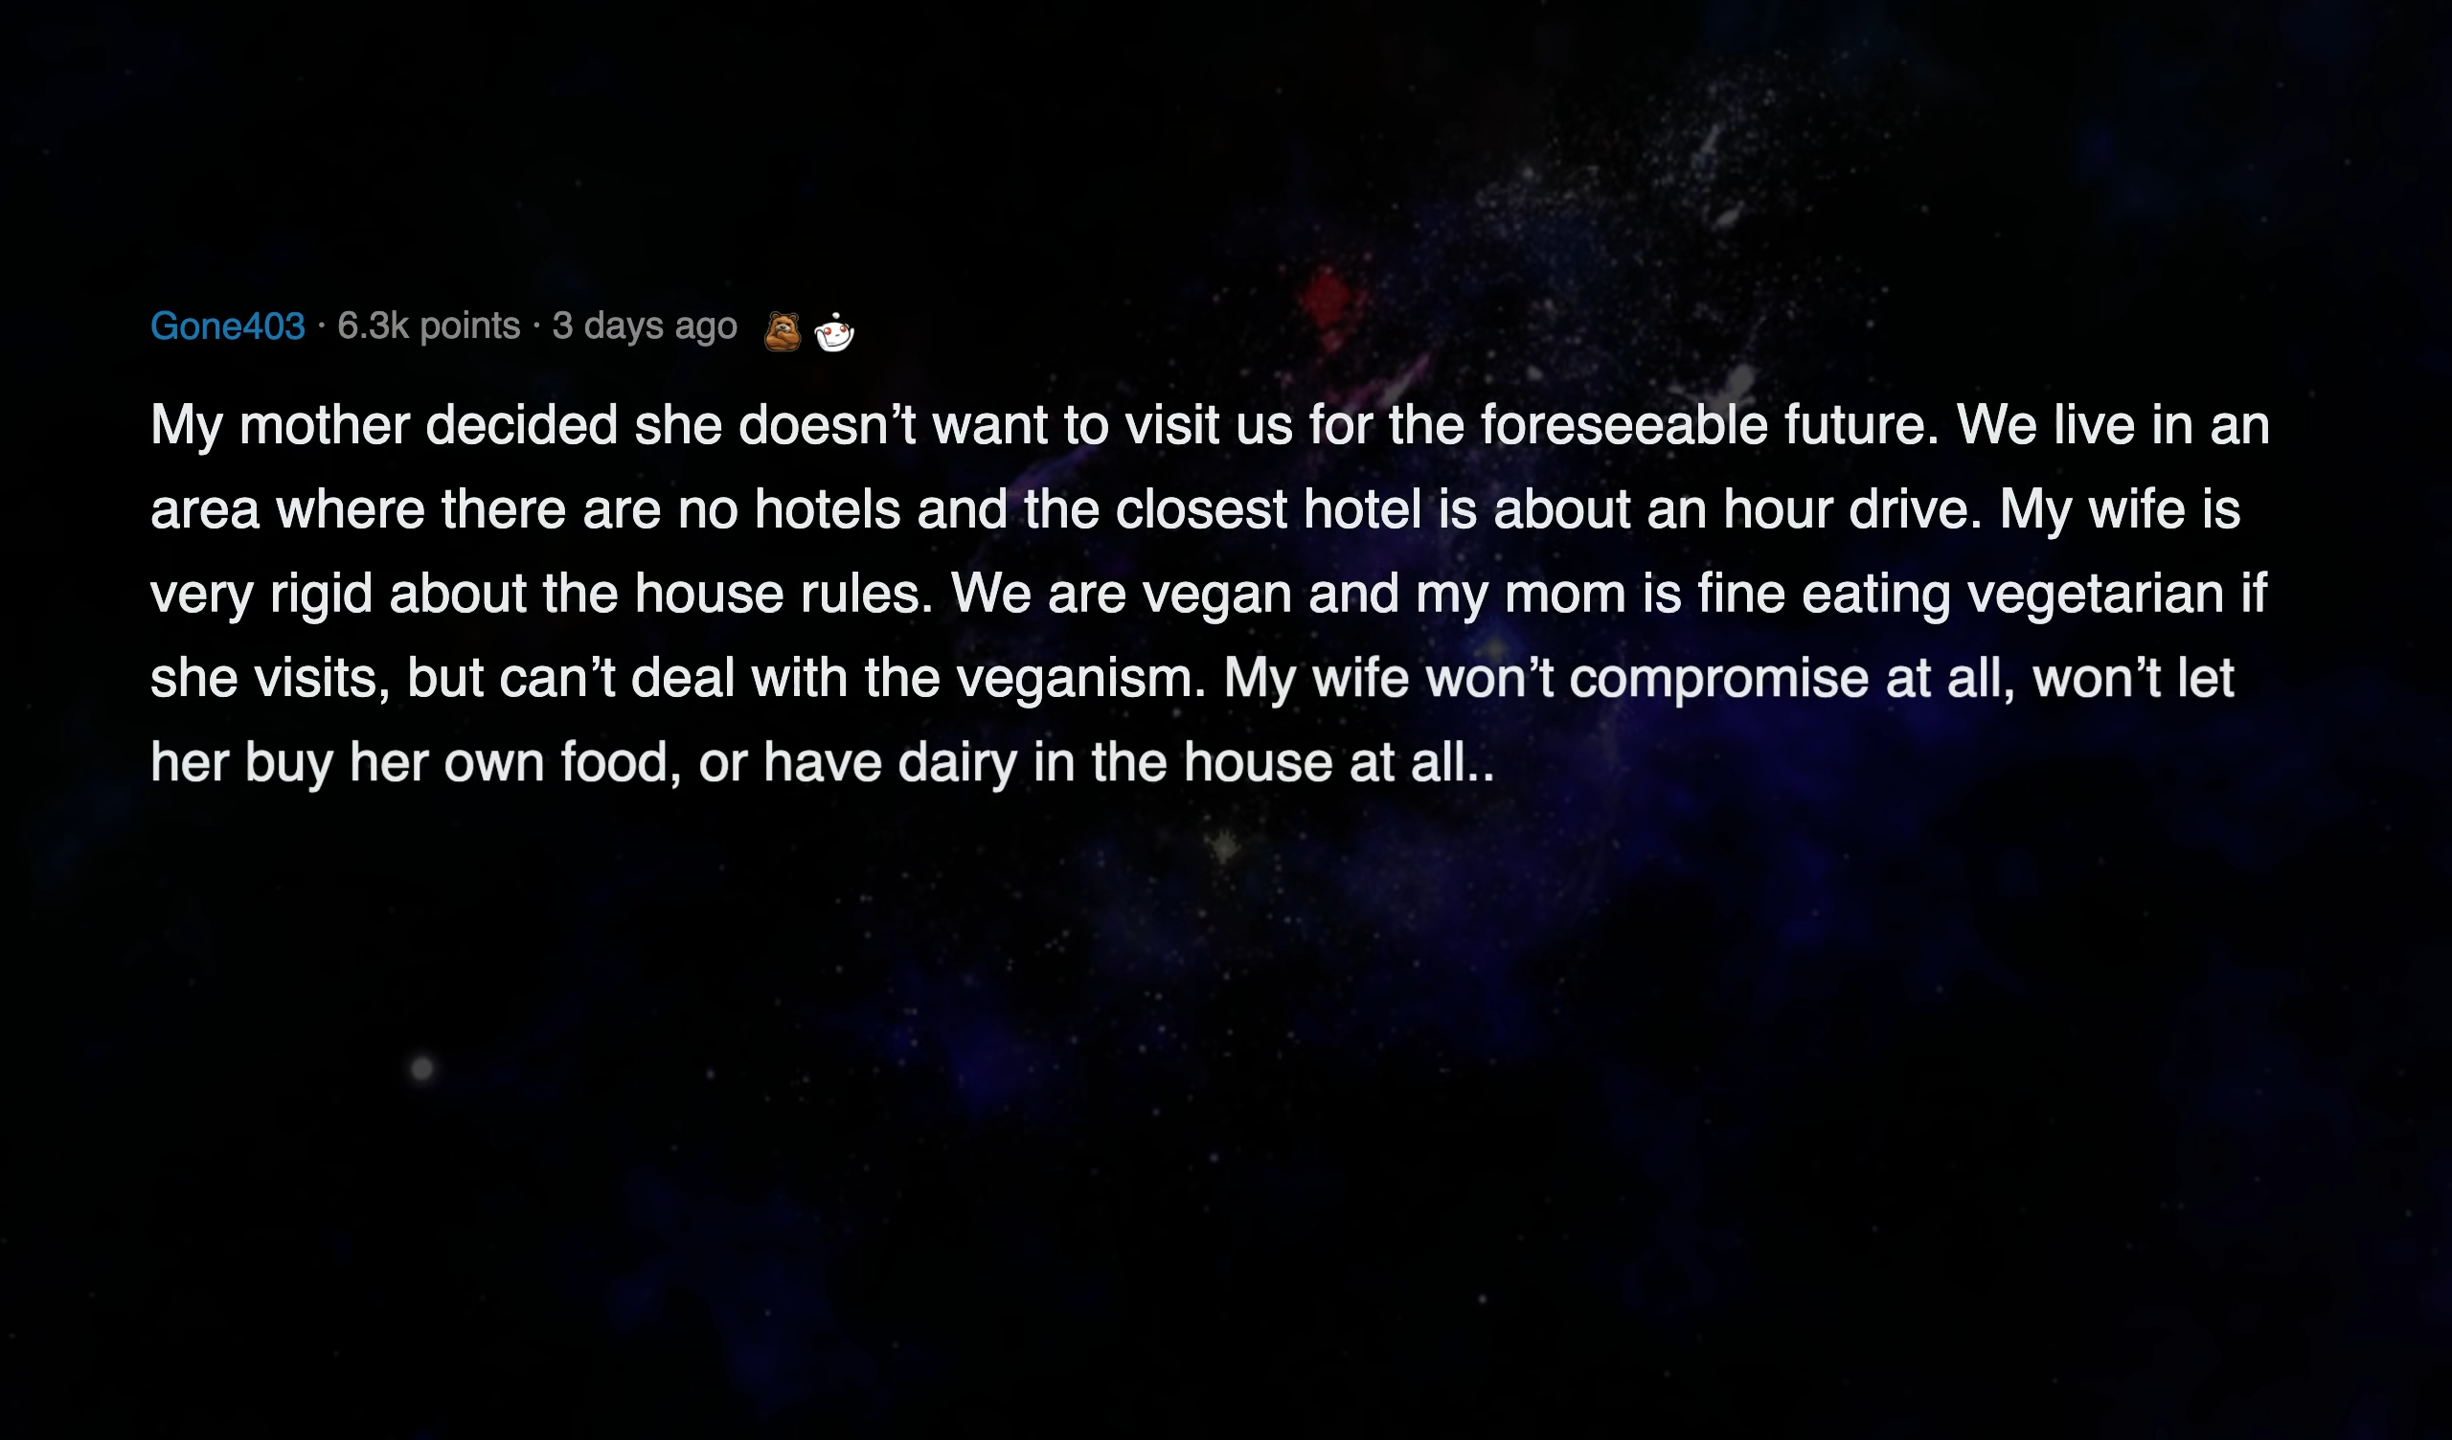 Gone403 · 6.3k points · 3 days ago
My mother decided she doesn’t want to visit us for the foreseeable future. We live in an
area where there are no hotels and the closest hotel is about an hour drive. My wife is
very rigid about the house rules. We are vegan and my mom is fine eating vegetarian if
she visits, but can’t deal with the veganism. My wife won’t compromise at all, won’t let
her buy her own food, or have dairy in the house at all..